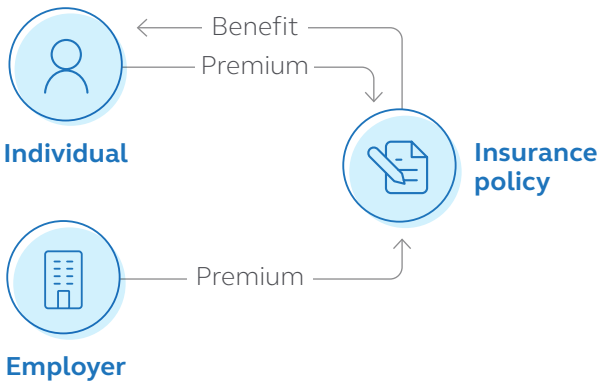 Benefit
Premium
Individual
Insurance
policy
Premium
Employer